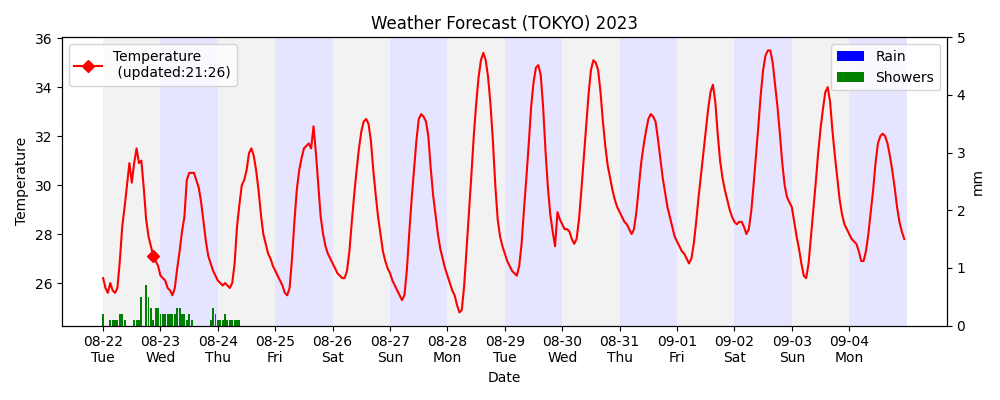 Weather Forecast (TOKYO) 2023
Temperature
(updated:21:26)
Rain
Showers
36
34
32
30
28
26
Temperature
5
4
3
2
1
0
mm
08-22 08-23 08-24 08-25 08-26 08-27 08-28 08-29 08-30 08-31 09-01 09-02 09-03 09-04
Tue Wed Thu Fri Sat Sun Mon Tue Wed Thu Fri Sat Sun Mon
Date